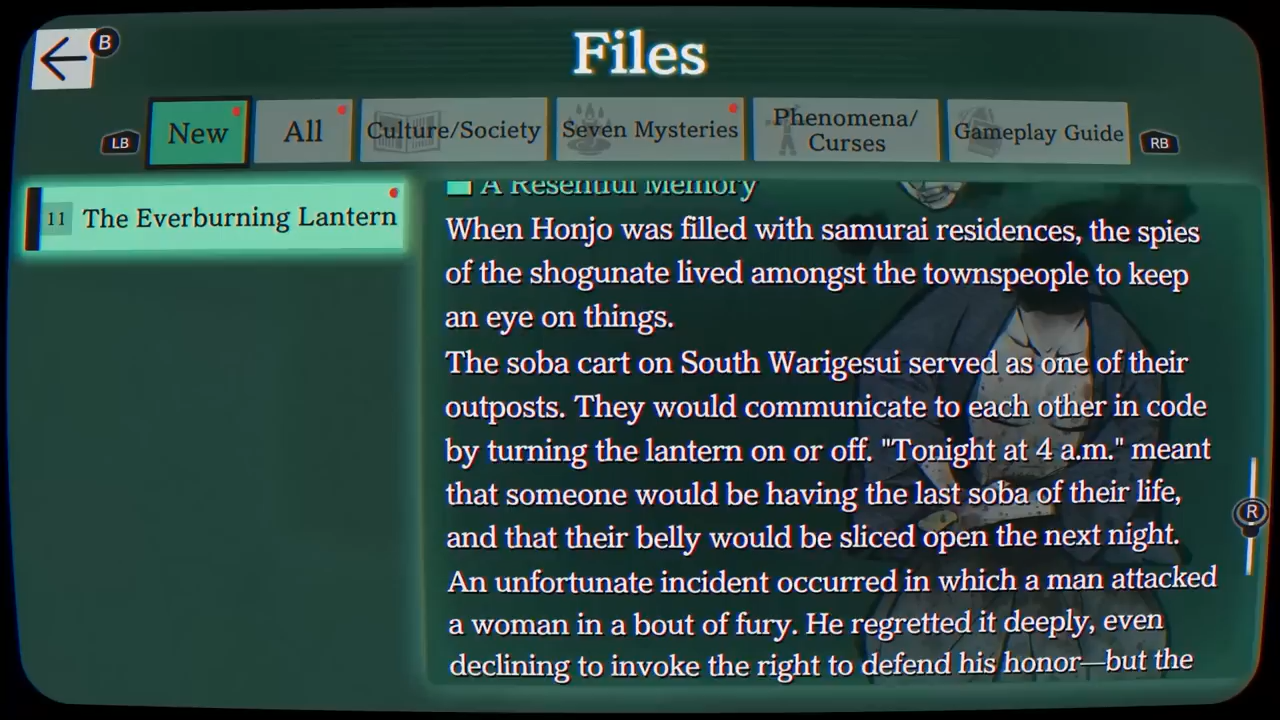 B
Files
LB
New
All
Culture/Society
Seven Mysteries
Phenomena/
Curses
Gameplay Guide
RB
11 The Everburning Lantern
A Resentful Memory
When Honjo was filled with samurai residences, the spies
of the shogunate lived amongst the townspeople to keep
an eye on things.
The soba cart on South Warigesui served as one of their
outposts. They would communicate to each other in code
by turning the lantern on or off. "Tonight at 4 a.m." meant
that someone would be having the last soba of their life,
and that their belly would be sliced open the next night.
An unfortunate incident occurred in which a man attacked
a woman in a bout of fury. He regretted it deeply, even
declining to invoke the right to defend his honor—but the
R